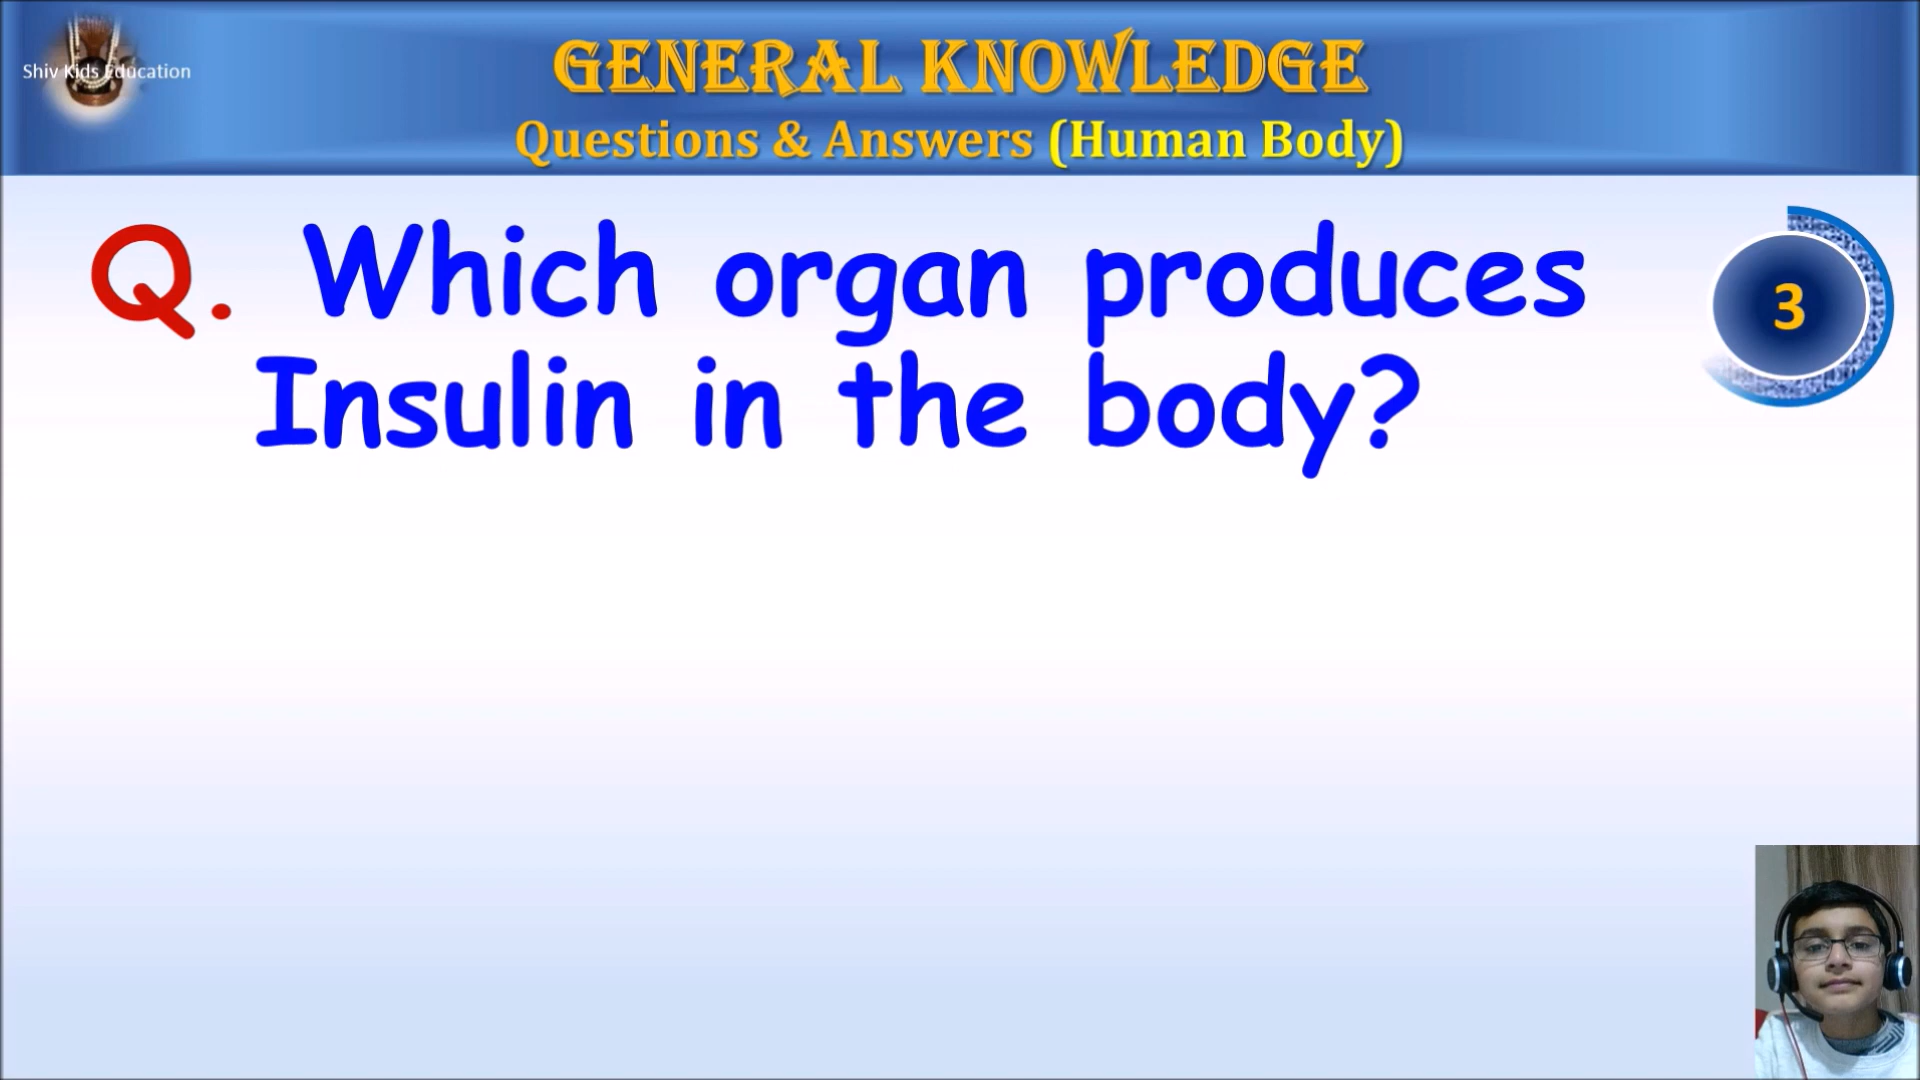 Shiv Kids Education
GENERAL KNOWLEDGE
Questions & Answers (Human Body)
Q. Which organ produces
Insulin in the body?
3